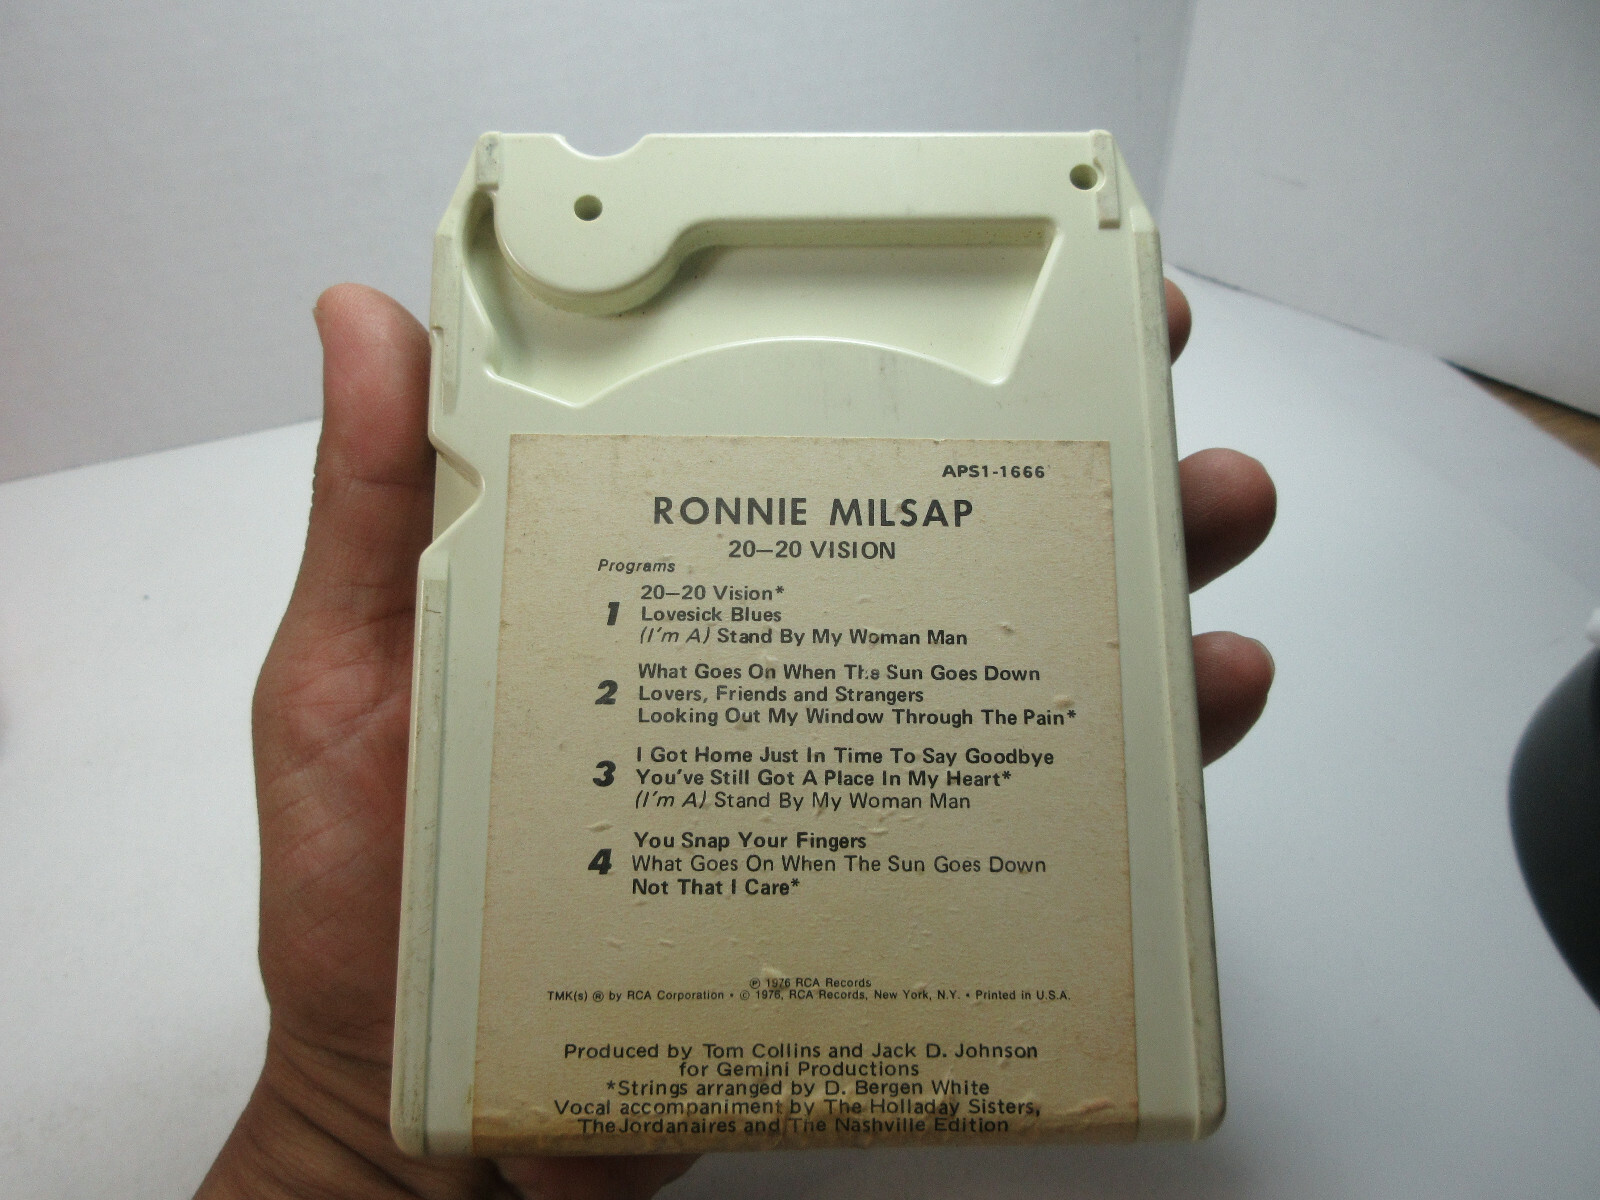 APS1-1666
RONNIE MILSAP
20—20 VISION
Programs
1
20—20 Vision*
Lovesick Blues
(I'm A) Stand By My Woman Man
2
What Goes On When The Sun Goes Down
Lovers, Friends and Strangers
Looking Out My Window Through The Pain*
3
I Got Home Just In Time To Say Goodbye
You've Still Got A Place In My Heart*
(I'm A) Stand By My Woman Man
4
You Snap Your Fingers
What Goes On When The Sun Goes Down
Not That I Care*
℗ 1976 RCA Records
TMK(s) ® by RCA Corporation • © 1976, RCA Records, New York, N.Y. • Printed in U.S.A.
Produced by Tom Collins and Jack D. Johnson
for Gemini Productions
*Strings arranged by D. Bergen White
Vocal accompaniment by The Holladay Sisters,
The Jordanaires and The Nashville Edition